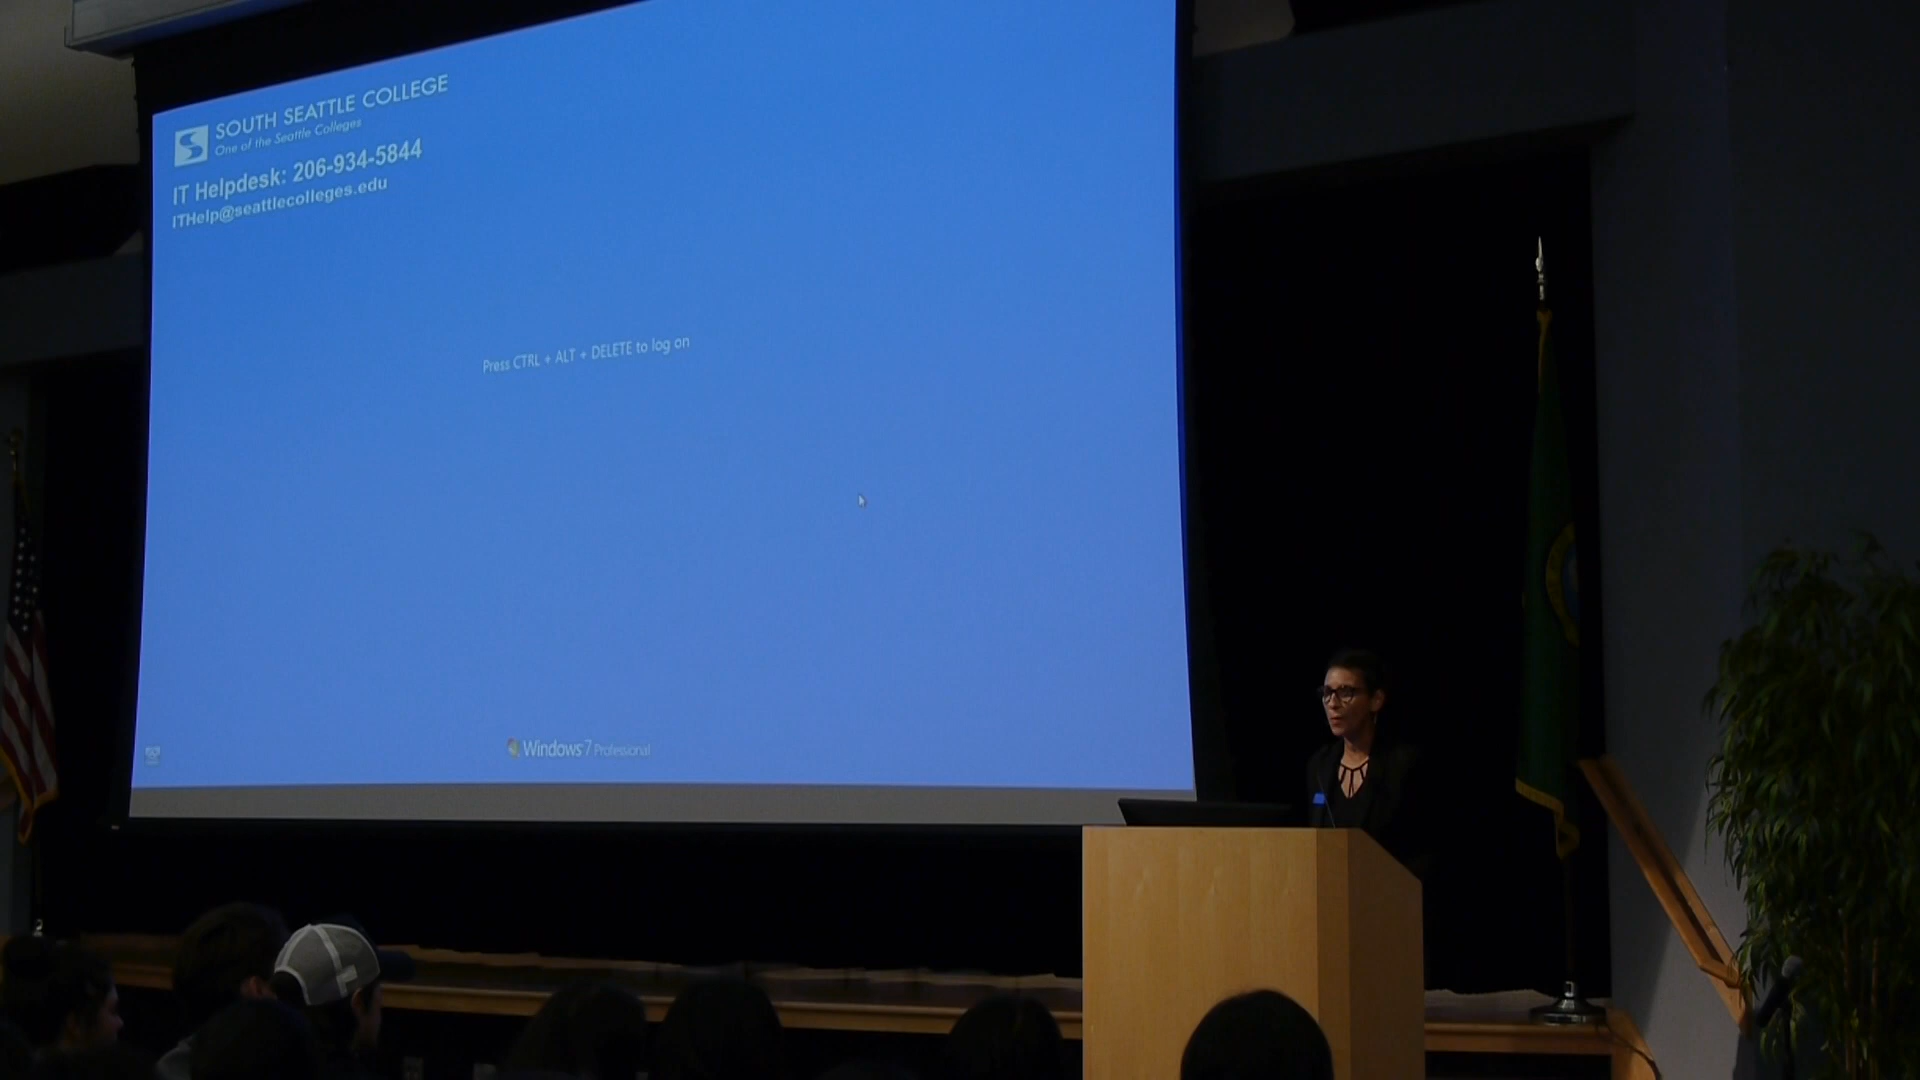 SOUTH SEATTLE COLLEGE
One of the Seattle Colleges
IT Helpdesk: 206-934-5844
ITHelp@seattlecolleges.edu
Press CTRL + ALT + DELETE to log on
Windows 7 Professional